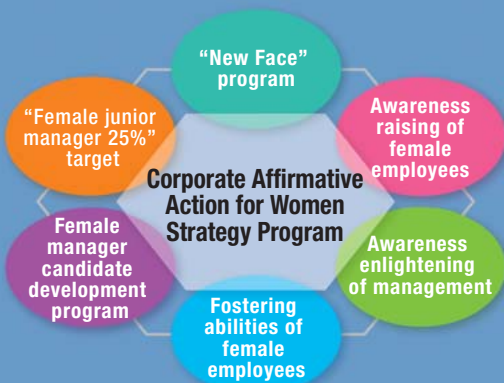 “New Face”
program
Awareness
raising of
female
employees
Awareness
enlightening
of management
Fostering
abilities of
female
employees
Female
manager
candidate
development
program
“Female junior
manager 25%”
target
Corporate Affirmative
Action for Women
Strategy Program